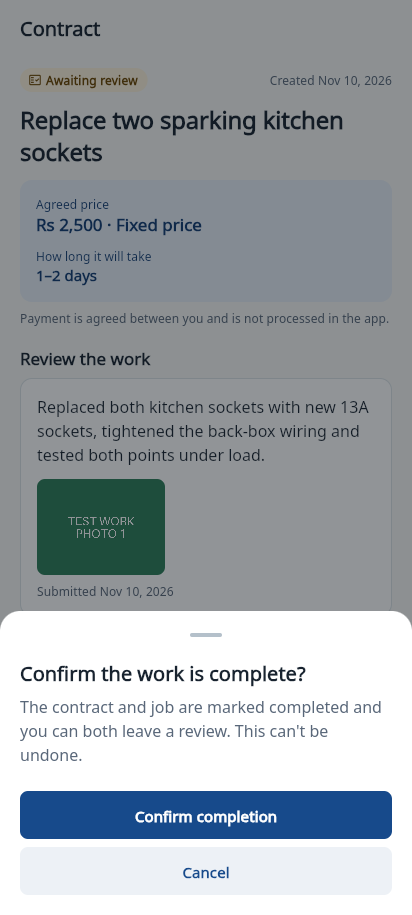 Contract
Awaiting review
Created Nov 10, 2026
Replace two sparking kitchen
sockets
Agreed price
Rs 2,500 · Fixed price
How long it will take
1–2 days
Payment is agreed between you and is not processed in the app.
Review the work
Replaced both kitchen sockets with new 13A
sockets, tightened the back-box wiring and
tested both points under load.
TEST WORK
PHOTO 1
Submitted Nov 10, 2026
Confirm the work is complete?
The contract and job are marked completed and
you can both leave a review. This can't be
undone.
Confirm completion
Cancel